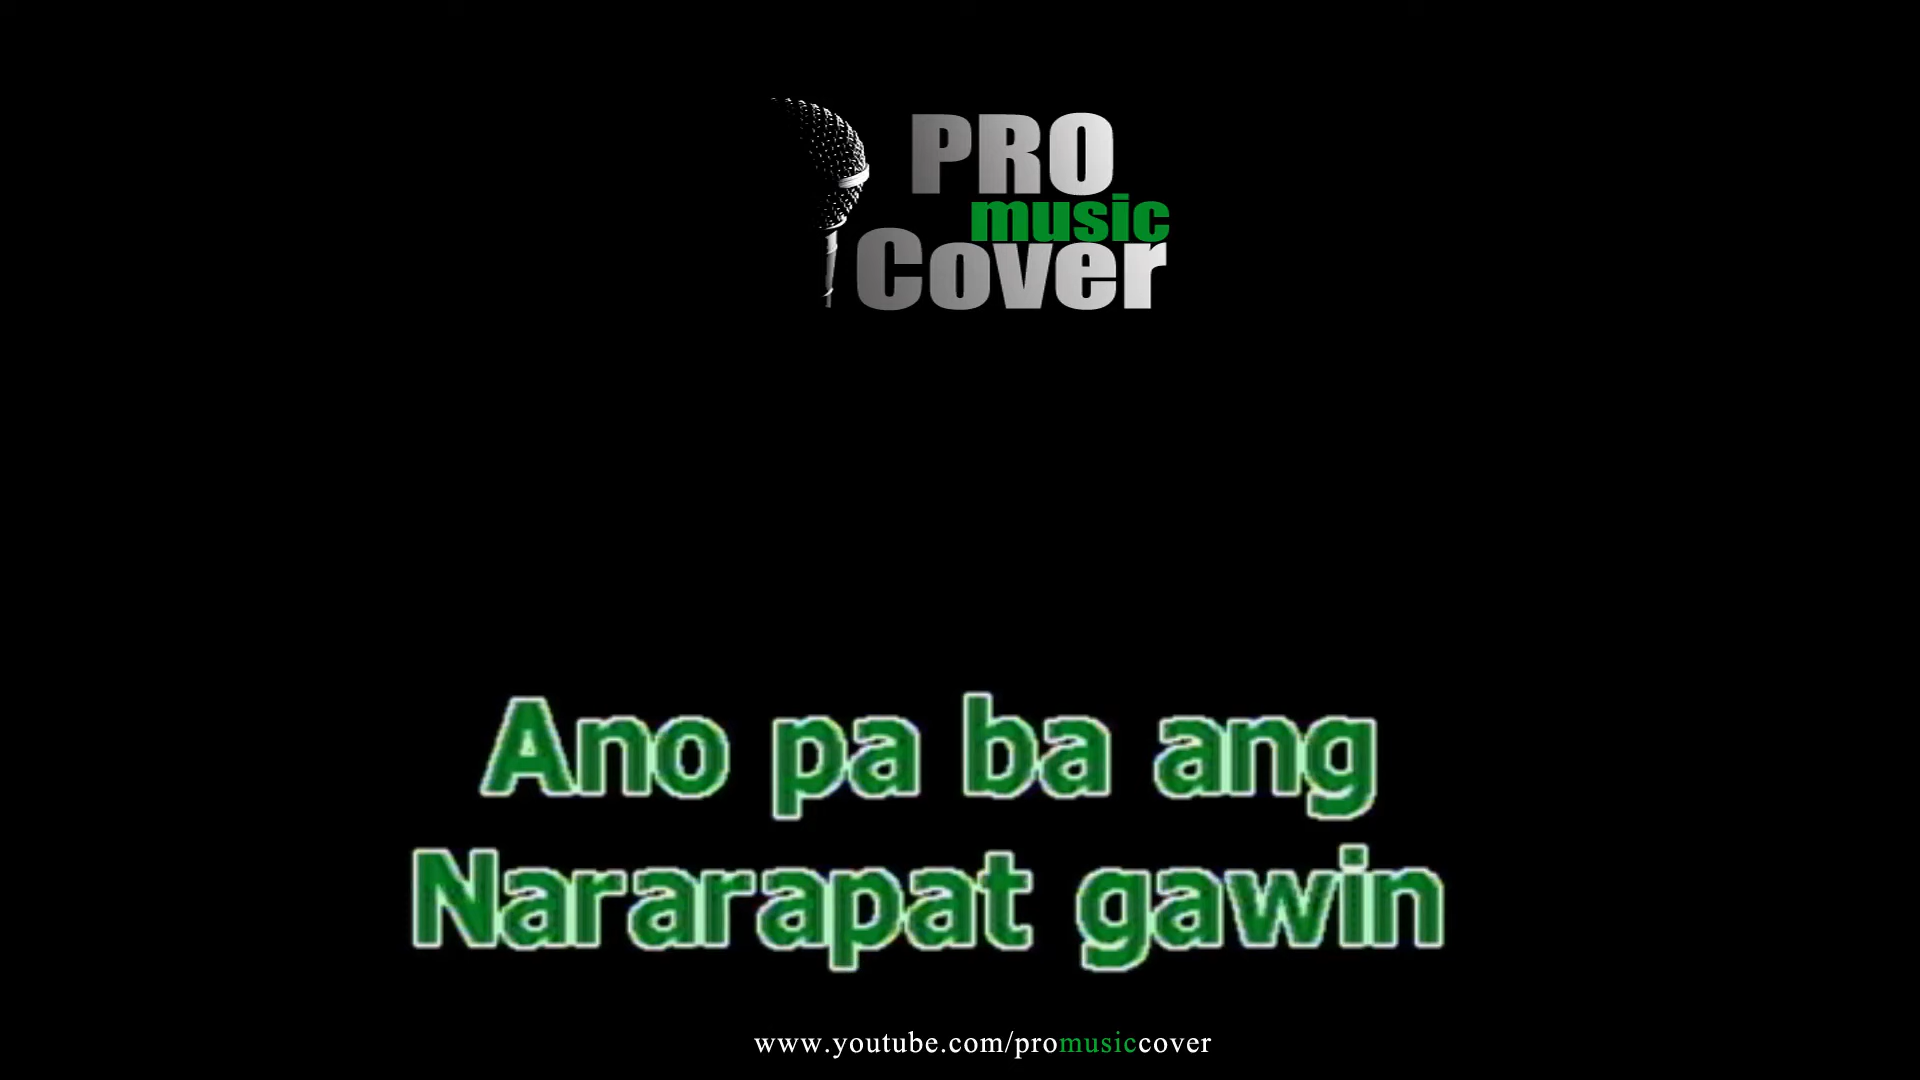 PRO
music
Cover
Ano pa ba ang
Nararapat gawin
www.youtube.com/promusiccover